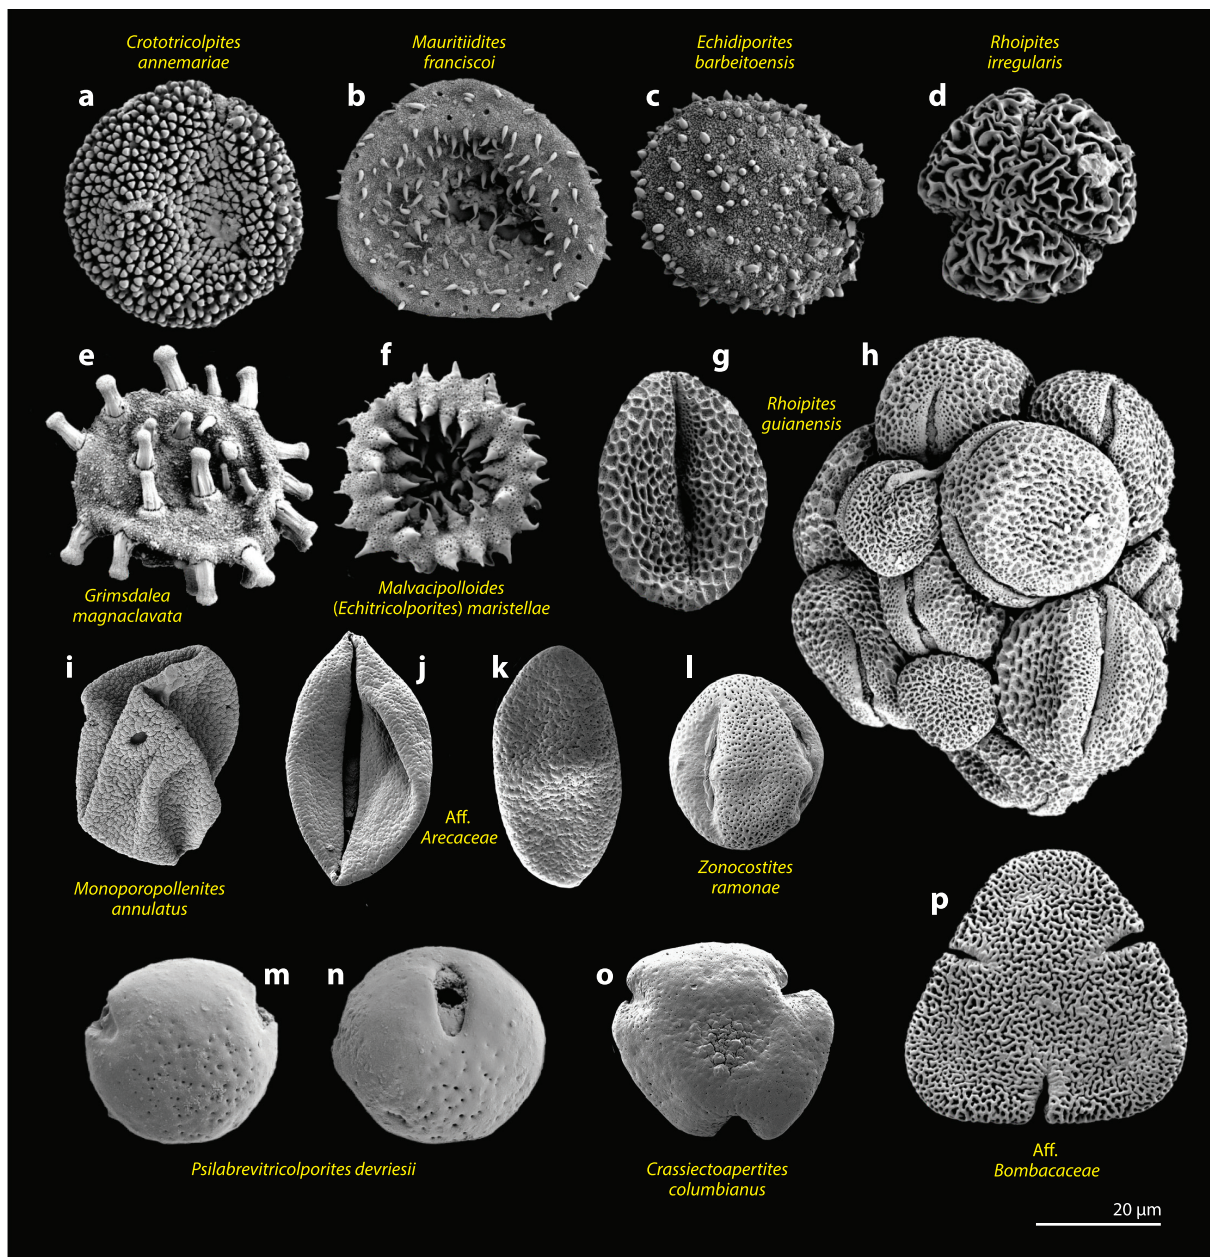 Crototricolpites
annemariae
Mauritiidites
franciscoi
Echidiporites
barbeitoensis
Rhoipites
irregularis
a
b
c
d
e
f
g
h
Rhoipites
guianensis
Grimsdalea
magnaclavata
Malvacipolloides
(Echitricolporites) maristellae
i
j
k
l
Aff.
Arecaceae
Zonocostites
ramonae
Monoporopollenites
annulatus
p
m
n
o
Psilabrevitricolporites devriesii
Crassiectoapertites
columbianus
Aff.
Bombacaceae
20 µm